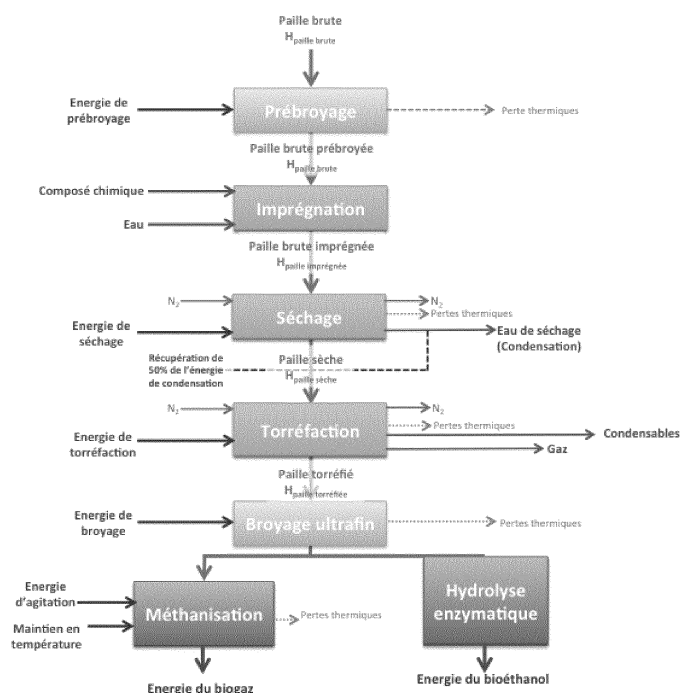 Paille brute
Hpaille brute
Energie de
prébroyage
Prébroyage
Perte thermiques
Paille brute prébroyée
Hpaille brute
Composé chimique
Eau
Imprégnation
Paille brute imprégnée
Hpaille imprégnée
N2
N2
Pertes thermiques
Energie de
séchage
Séchage
Eau de séchage
(Condensation)
Récupération de
50% de l'énergie
de condensation
Paille sèche
Hpaille sèche
N2
N2
Pertes thermiques
Energie de
torréfaction
Torréfaction
Condensables
Gaz
Paille torréfié
Hpaille torréfiée
Energie de
broyage
Broyage ultrafin
Pertes thermiques
Energie
d'agitation
Maintien en
température
Méthanisation
Pertes thermiques
Hydrolyse
enzymatique
Energie du biogaz
Energie du bioéthanol